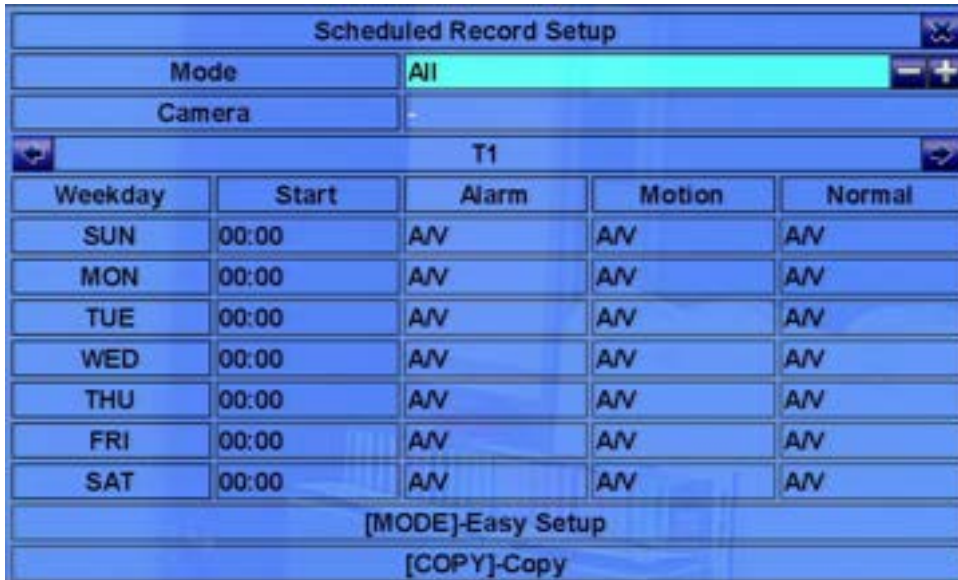 Scheduled Record Setup
Mode All
Camera -
T1
Weekday Start Alarm Motion Normal
SUN 00:00 A/V A/V A/V
MON 00:00 A/V A/V A/V
TUE 00:00 A/V A/V A/V
WED 00:00 A/V A/V A/V
THU 00:00 A/V A/V A/V
FRI 00:00 A/V A/V A/V
SAT 00:00 A/V A/V A/V
[MODE]-Easy Setup
[COPY]-Copy